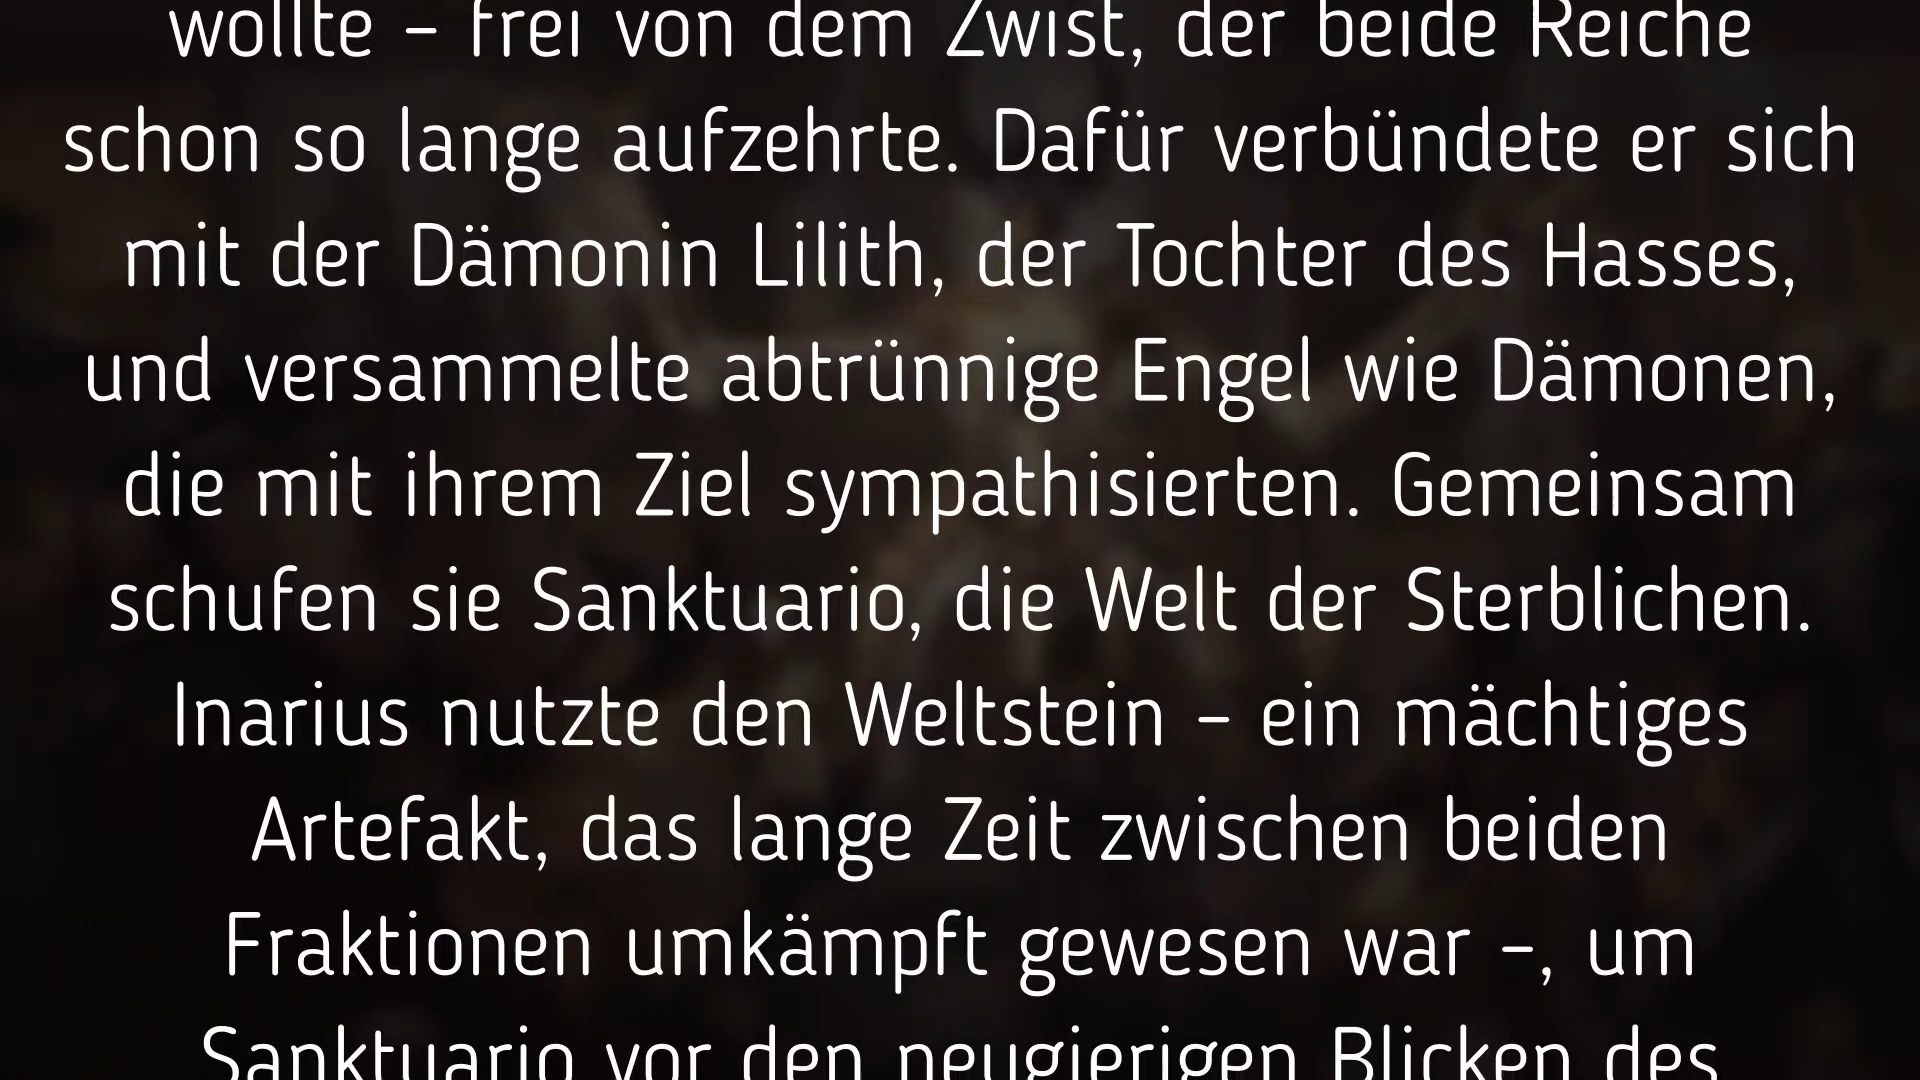 wollte – frei von dem Zwist, der beide Reiche
schon so lange aufzehrte. Dafür verbündete er sich
mit der Dämonin Lilith, der Tochter des Hasses,
und versammelte abtrünnige Engel wie Dämonen,
die mit ihrem Ziel sympathisierten. Gemeinsam
schufen sie Sanktuario, die Welt der Sterblichen.
Inarius nutzte den Weltstein – ein mächtiges
Artefakt, das lange Zeit zwischen beiden
Fraktionen umkämpft gewesen war –, um
Sanktuario vor den neugierigen Blicken des